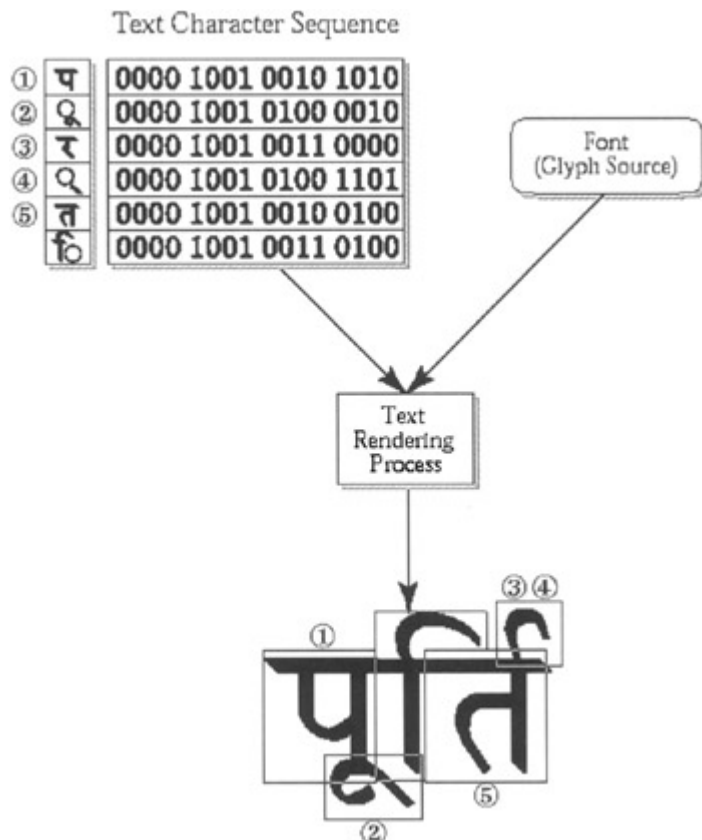 Text Character Sequence
① प 0000 1001 0010 1010
② ू 0000 1001 0100 0010
③ र 0000 1001 0011 0000
④ ् 0000 1001 0100 1101
⑤ त 0000 1001 0010 0100
ि 0000 1001 0011 0100
Font
(Glyph Source)
Text
Rendering
Process
③ ④
①
पूर्ति
⑤
②